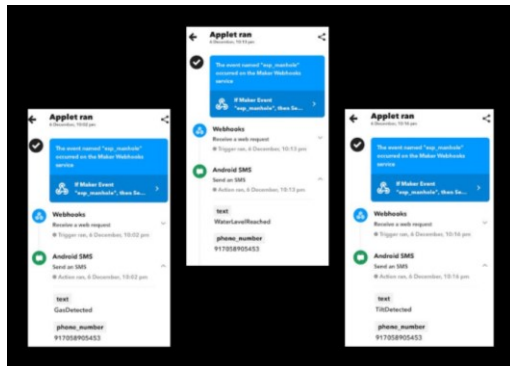 Applet ran
6 December, 10:02 pm
The event named "esp_manhole"
occurred on the Maker Webhooks
service
If Maker Event
"esp_manhole", then Se...
Webhooks
Receive a web request
Trigger ran, 6 December, 10:02 pm
Android SMS
Send an SMS
Action ran, 6 December, 10:02 pm
text
GasDetected
phone_number
917058905453
Applet ran
6 December, 10:13 pm
The event named "esp_manhole"
occurred on the Maker Webhooks
service
If Maker Event
"esp_manhole", then Se...
Webhooks
Receive a web request
Trigger ran, 6 December, 10:13 pm
Android SMS
Send an SMS
Action ran, 6 December, 10:13 pm
text
WaterLevelReached
phone_number
917058905453
Applet ran
6 December, 10:16 pm
The event named "esp_manhole"
occurred on the Maker Webhooks
service
If Maker Event
"esp_manhole", then Se...
Webhooks
Receive a web request
Trigger ran, 6 December, 10:16 pm
Android SMS
Send an SMS
Action ran, 6 December, 10:16 pm
text
TiltDetected
phone_number
917058905453